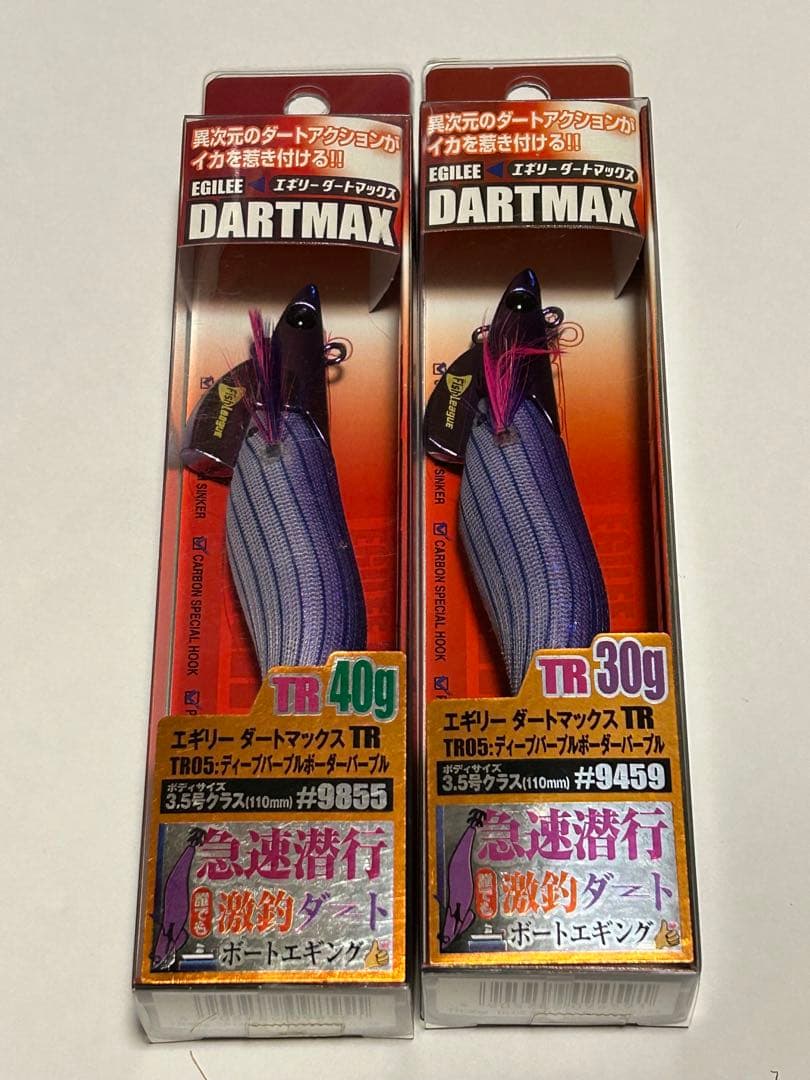 異次元のダートアクションが
イカを惹き付ける!!
EGILEE エギリーダートマックス
DARTMAX
FishLeague
SINKER
CARBON SPECIAL HOOK
TR 40g
エギリー ダートマックス TR
TR05:ディープパープルボーダーパープル
ボディサイズ
3.5号クラス(110mm) #9855
急速潜行
誰でも激釣ダート
ボートエギング
異次元のダートアクションが
イカを惹き付ける!!
EGILEE エギリーダートマックス
DARTMAX
FishLeague
SINKER
CARBON SPECIAL HOOK
TR 30g
エギリー ダートマックス TR
TR05:ディープパープルボーダーパープル
ボディサイズ
3.5号クラス(110mm) #9459
急速潜行
誰でも激釣ダート
ボートエギング